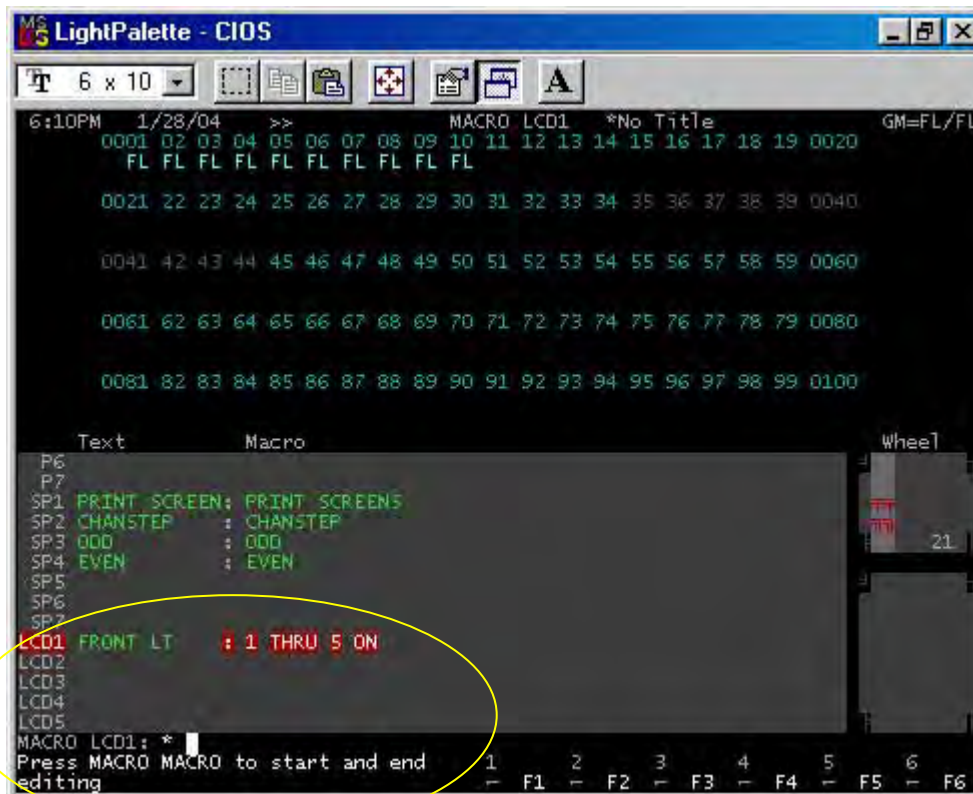 LightPalette - CIOS
6 x 10
A
6:10PM 1/28/04 >> MACRO LCD1 *No Title GM=FL/FL
0001 02 03 04 05 06 07 08 09 10 11 12 13 14 15 16 17 18 19 0020
FL FL FL FL FL FL FL FL FL FL
0021 22 23 24 25 26 27 28 29 30 31 32 33 34 35 36 37 38 39 0040
0041 42 43 44 45 46 47 48 49 50 51 52 53 54 55 56 57 58 59 0060
0061 62 63 64 65 66 67 68 69 70 71 72 73 74 75 76 77 78 79 0080
0081 82 83 84 85 86 87 88 89 90 91 92 93 94 95 96 97 98 99 0100
Text Macro Wheel
P6
P7
SP1 PRINT SCREEN: PRINT SCREENS
SP2 CHANSTEP : CHANSTEP
SP3 ODD : ODD
SP4 EVEN : EVEN
21
SP5
SP6
SP7
LCD1 FRONT LT : 1 THRU 5 ON
LCD2
LCD3
LCD4
LCD5
MACRO LCD1: *
Press MACRO MACRO to start and end 1 2 3 4 5 6
editing – F1 – F2 – F3 – F4 – F5 – F6